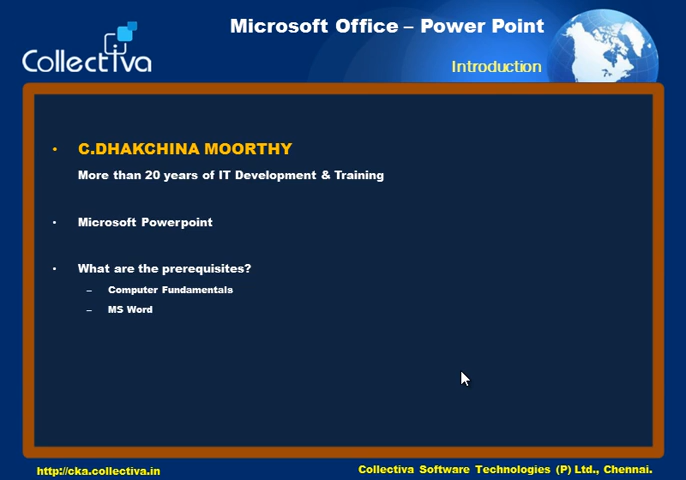 Collectiva
Microsoft Office – Power Point
Introduction
• C.DHAKCHINA MOORTHY
More than 20 years of IT Development & Training
• Microsoft Powerpoint
• What are the prerequisites?
– Computer Fundamentals
– MS Word
http://cka.collectiva.in
Collectiva Software Technologies (P) Ltd., Chennai.